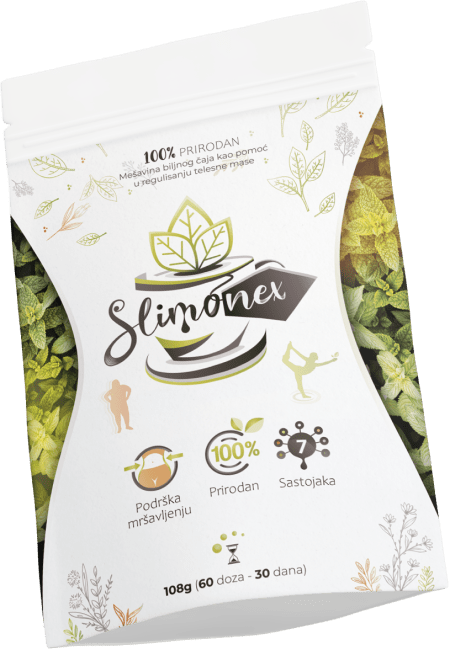 100% PRIRODAN
Mešavina biljnog čaja kao pomoć
u regulisanju telesne mase
Slimonex
100%
7
Podrška
mršavljenju
Prirodan
Sastojaka
108g (60 doza - 30 dana)